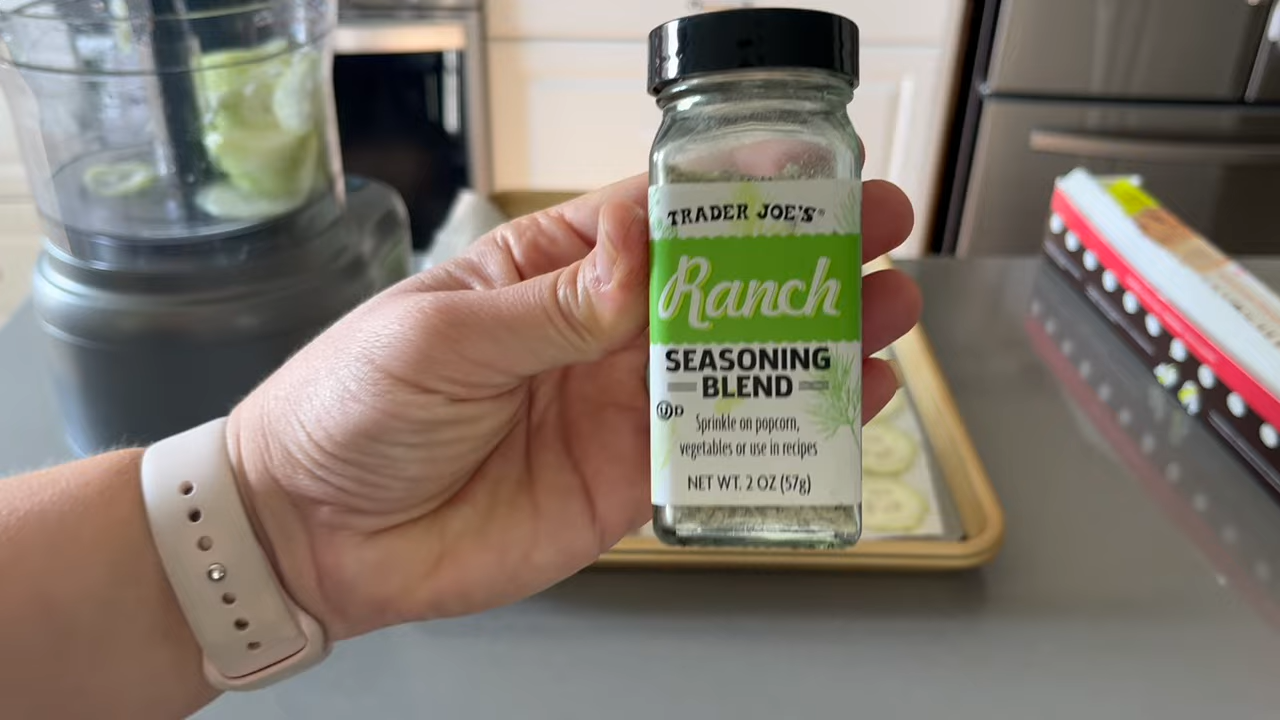 TRADER JOE'S®
Ranch
SEASONING
BLEND
Ⓤ D
Sprinkle on popcorn,
vegetables or use in recipes
NET WT. 2 OZ (57g)